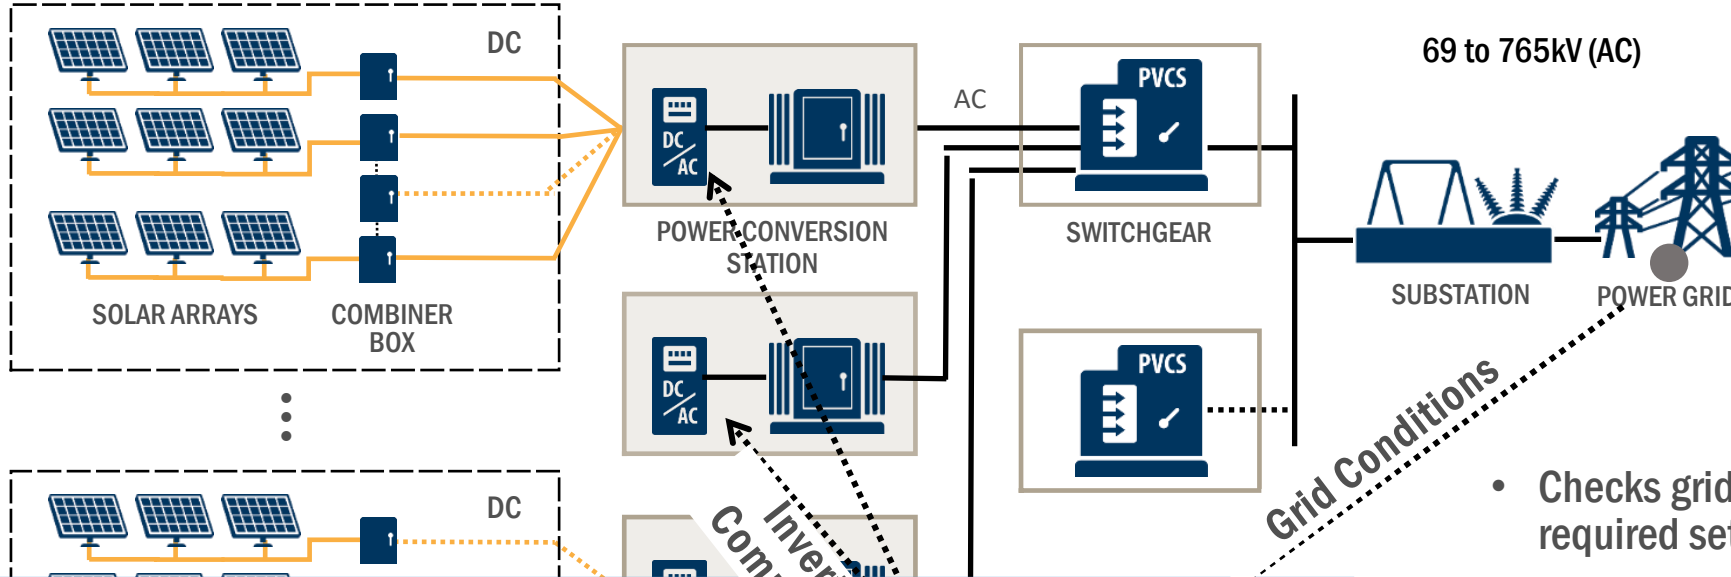 DC
69 to 765kV (AC)
PVCS
AC
DC
AC
POWER CONVERSION
STATION
SWITCHGEAR
SUBSTATION
POWER GRID
SOLAR ARRAYS
COMBINER
BOX
PVCS
DC
AC
Grid Conditions
• Checks grid
required
DC